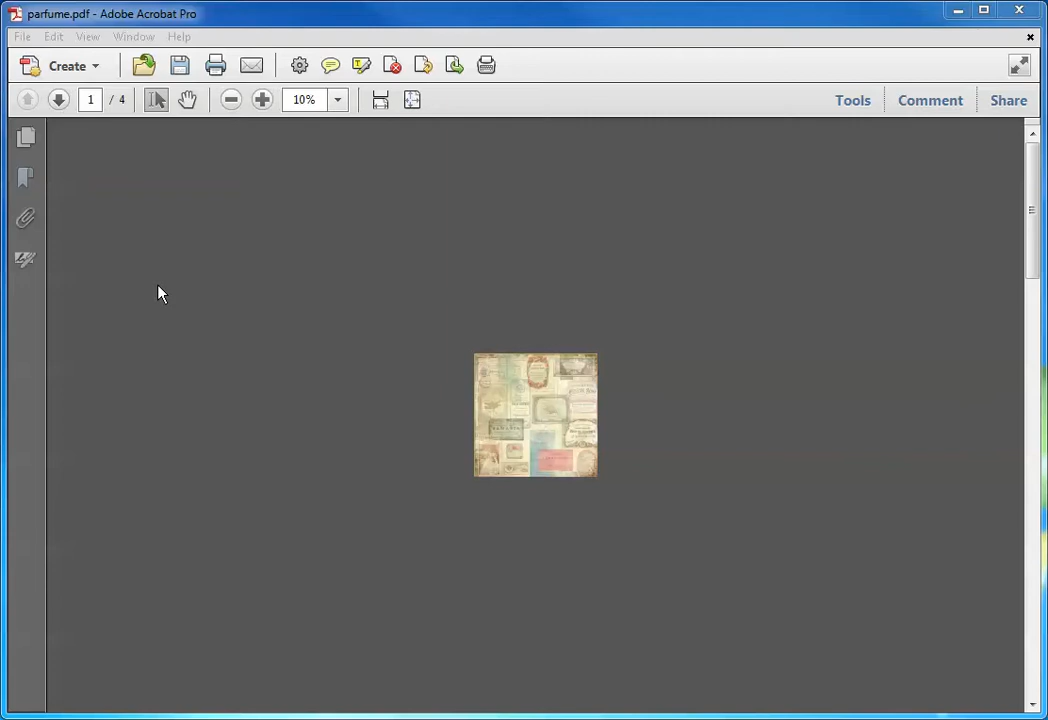 parfume.pdf - Adobe Acrobat Pro
File Edit View Window Help
Create
1 / 4 10% Tools Comment Share